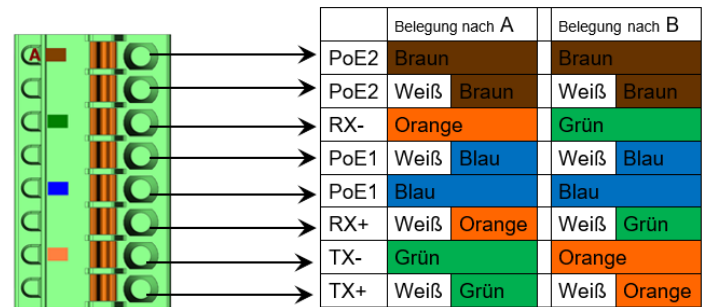 Belegung nach A Belegung nach B
A PoE2 Braun Braun
PoE2 Weiß Braun Weiß Braun
RX- Orange Grün
PoE1 Weiß Blau Weiß Blau
PoE1 Blau Blau
RX+ Weiß Orange Weiß Grün
TX- Grün Orange
TX+ Weiß Grün Weiß Orange